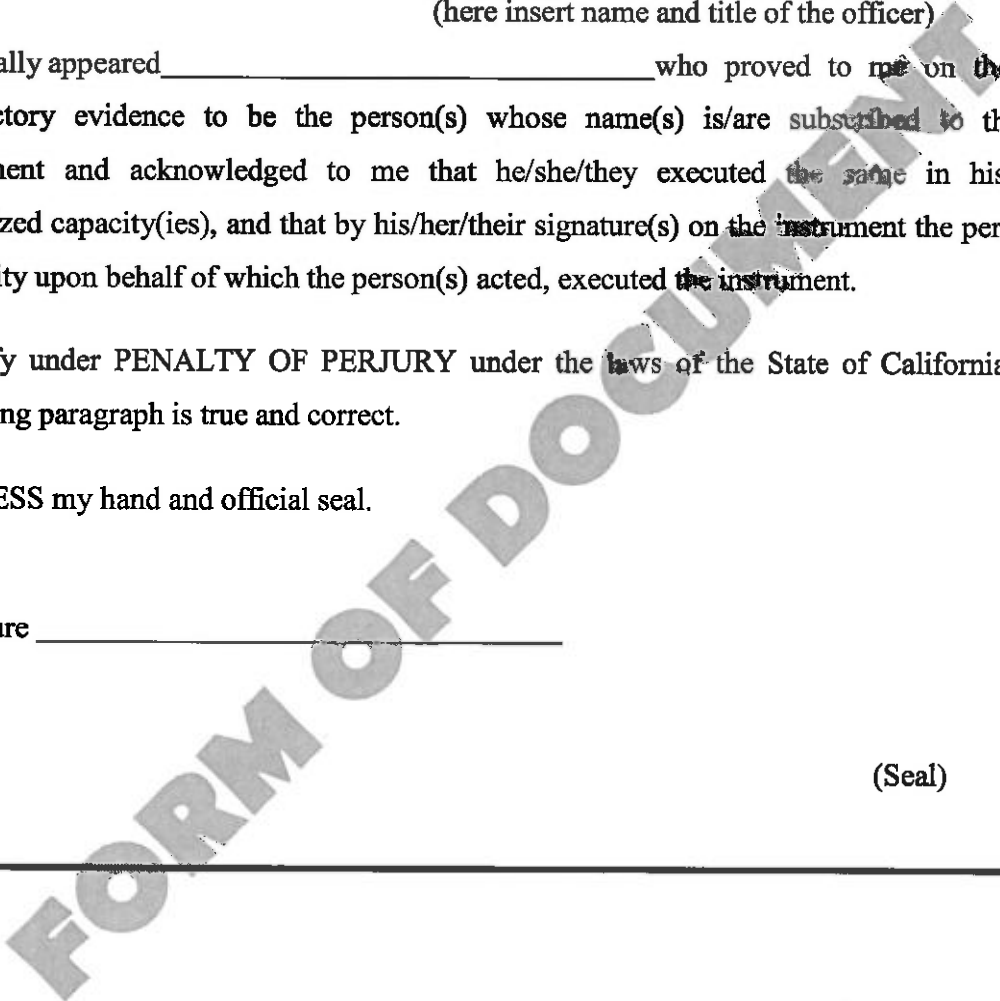 (here insert name and title of the officer)
ally appeared who proved to me on the
ctory evidence to be the person(s) whose name(s) is/are subscribed to th
nent and acknowledged to me that he/she/they executed the same in his
zed capacity(ies), and that by his/her/their signature(s) on the instrument the per
ity upon behalf of which the person(s) acted, executed the instrument.
fy under PENALTY OF PERJURY under the laws of the State of California
ng paragraph is true and correct.
ESS my hand and official seal.
ure
(Seal)
FORM OF DOCUMENT